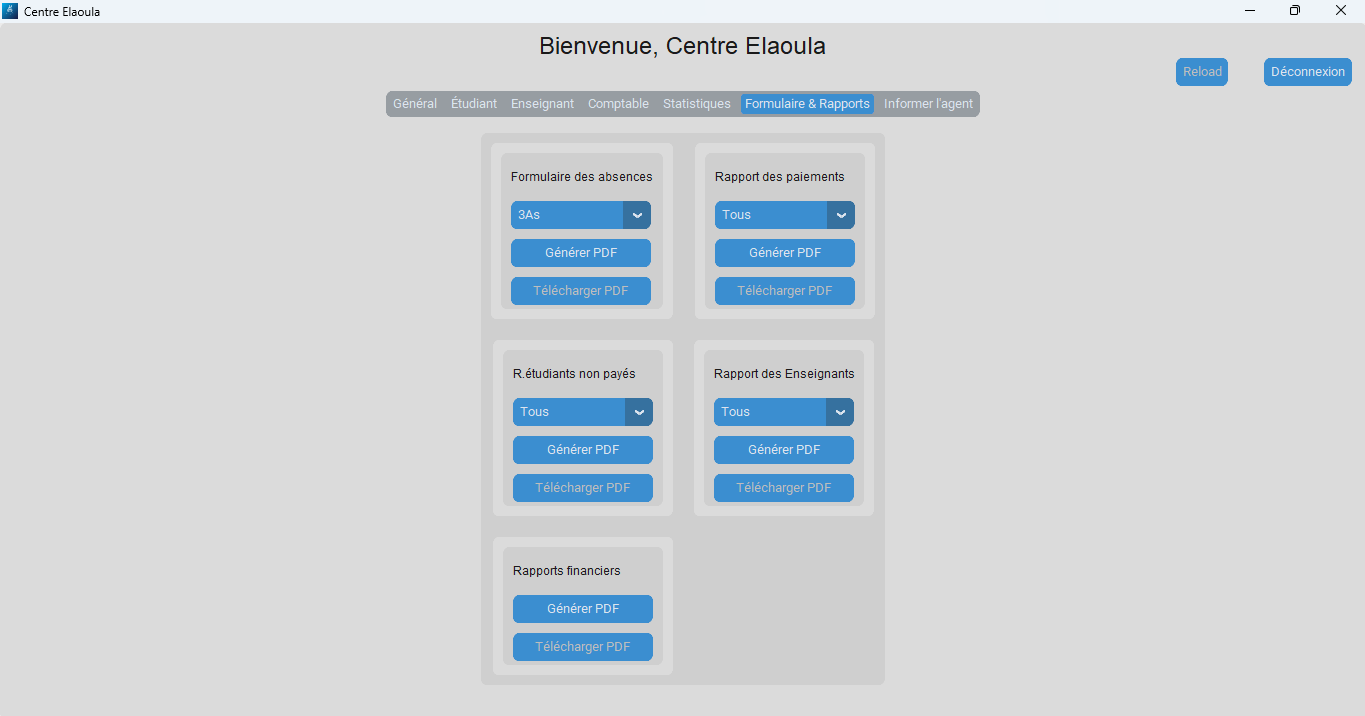 Centre Elaoula
Bienvenue, Centre Elaoula
Reload Déconnexion
Général Étudiant Enseignant Comptable Statistiques Formulaire & Rapports Informer l'agent
Formulaire des absences
3As
Générer PDF
Télécharger PDF
Rapport des paiements
Tous
Générer PDF
Télécharger PDF
R.étudiants non payés
Tous
Générer PDF
Télécharger PDF
Rapport des Enseignants
Tous
Générer PDF
Télécharger PDF
Rapports financiers
Générer PDF
Télécharger PDF